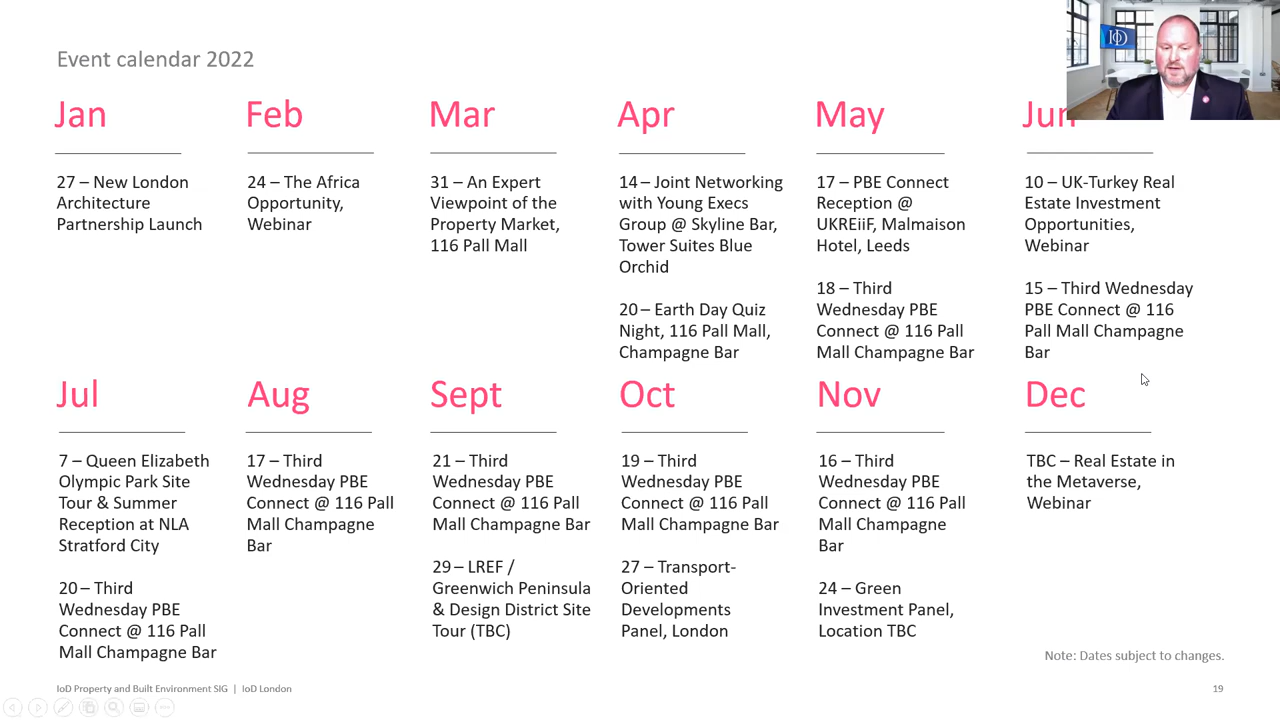 Event calendar 2022
IOD
Jan
27 – New London
Architecture
Partnership Launch
Feb
24 – The Africa
Opportunity,
Webinar
Mar
31 – An Expert
Viewpoint of the
Property Market,
116 Pall Mall
Apr
14 – Joint Networking
with Young Execs
Group @ Skyline Bar,
Tower Suites Blue
Orchid
20 – Earth Day Quiz
Night, 116 Pall Mall,
Champagne Bar
May
17 – PBE Connect
Reception @
UKREiiF, Malmaison
Hotel, Leeds
18 – Third
Wednesday PBE
Connect @ 116 Pall
Mall Champagne Bar
Jun
10 – UK-Turkey Real
Estate Investment
Opportunities,
Webinar
15 – Third Wednesday
PBE Connect @ 116
Pall Mall Champagne
Bar
Jul
7 – Queen Elizabeth
Olympic Park Site
Tour & Summer
Reception at NLA
Stratford City
20 – Third
Wednesday PBE
Connect @ 116 Pall
Mall Champagne Bar
Aug
17 – Third
Wednesday PBE
Connect @ 116 Pall
Mall Champagne
Bar
Sept
21 – Third
Wednesday PBE
Connect @ 116 Pall
Mall Champagne Bar
29 – LREF /
Greenwich Peninsula
& Design District Site
Tour (TBC)
Oct
19 – Third
Wednesday PBE
Connect @ 116 Pall
Mall Champagne Bar
27 – Transport-
Oriented
Developments
Panel, London
Nov
16 – Third
Wednesday PBE
Connect @ 116 Pall
Mall Champagne
Bar
24 – Green
Investment Panel,
Location TBC
Dec
TBC – Real Estate in
the Metaverse,
Webinar
Note: Dates subject to changes.
IoD Property and Built Environment SIG | IoD London
19